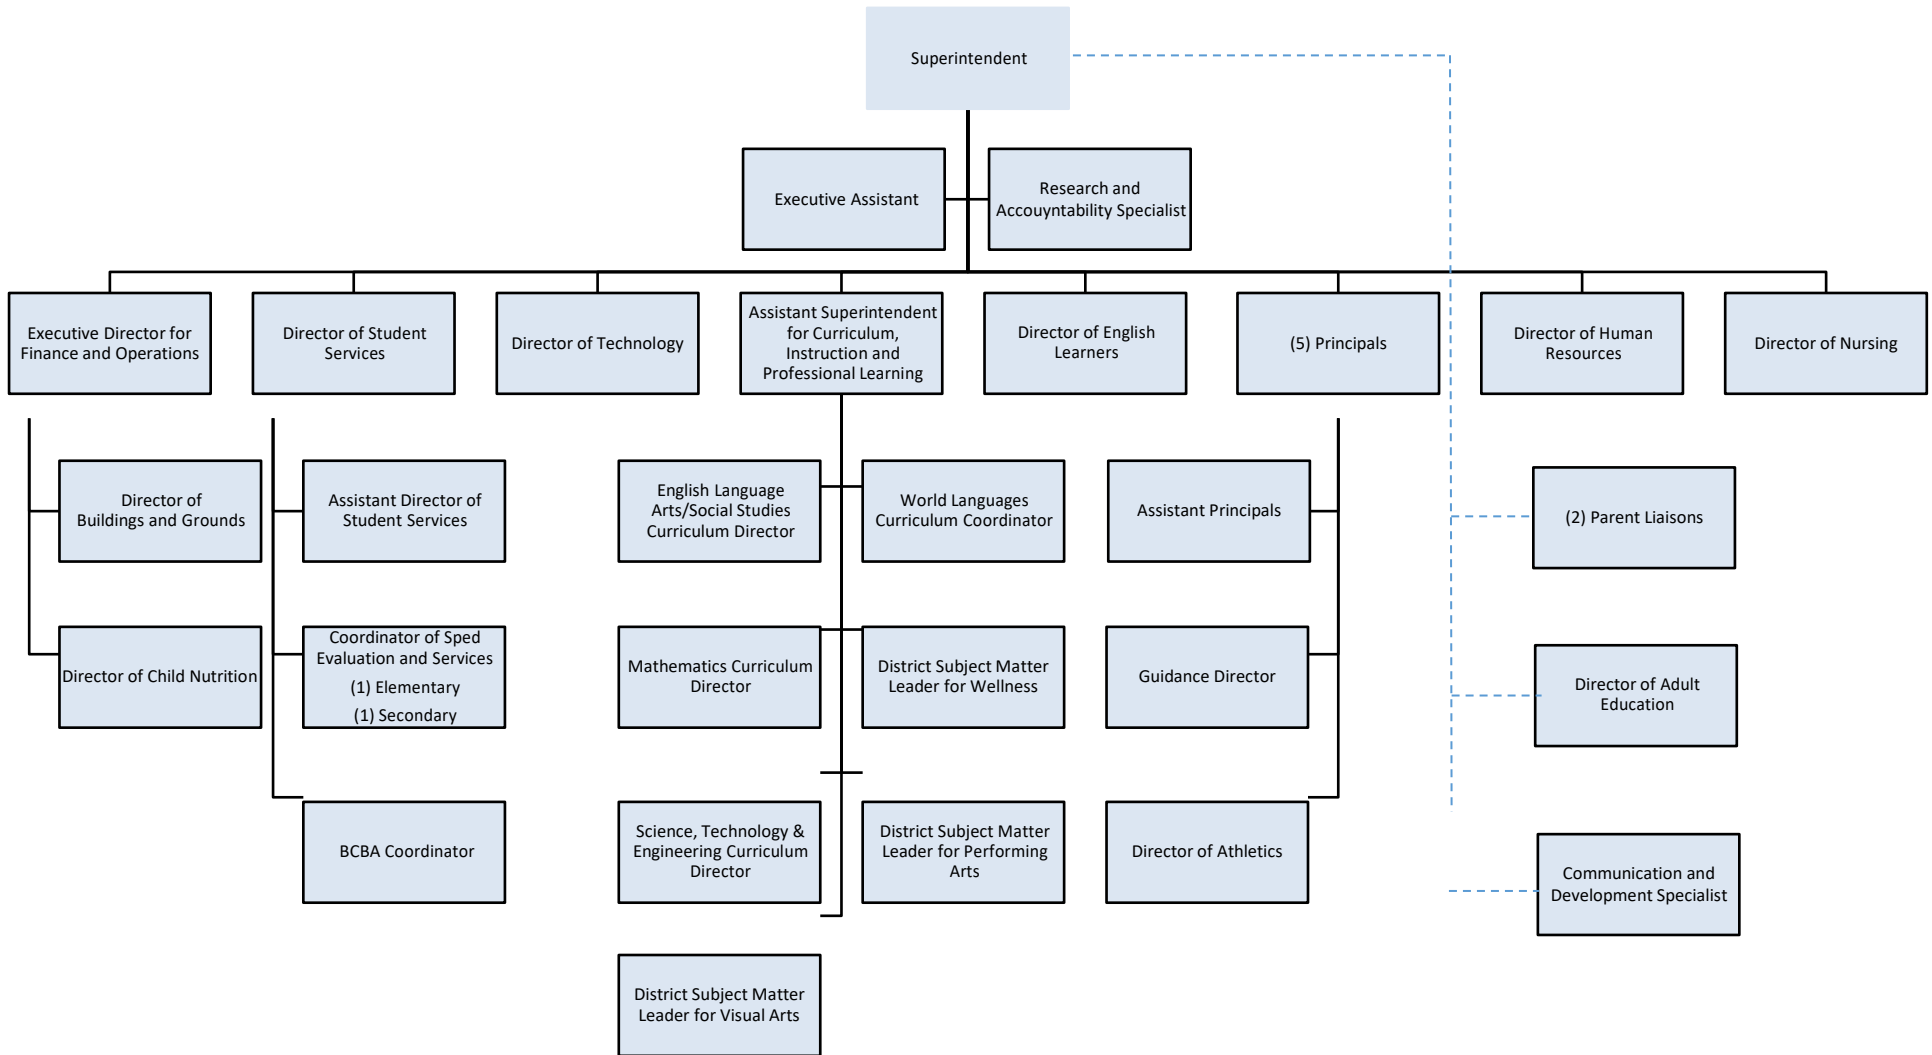 Superintendent
Executive Assistant
Research and
Accouyntability Specialist
Executive Director for
Finance and Operations
Director of Student
Services
Director of Technology
Assistant Superintendent
for Curriculum,
Instruction and
Professional Learning
Director of English
Learners
(5) Principals
Director of Human
Resources
Director of Nursing
Director of
Buildings and Grounds
Assistant Director of
Student Services
English Language
Arts/Social Studies
Curriculum Director
World Languages
Curriculum Coordinator
Assistant Principals
(2) Parent Liaisons
Director of Child Nutrition
Coordinator of Sped
Evaluation and Services
(1) Elementary
(1) Secondary
Mathematics Curriculum
Director
District Subject Matter
Leader for Wellness
Guidance Director
Director of Adult
Education
BCBA Coordinator
Science, Technology &
Engineering Curriculum
Director
District Subject Matter
Leader for Performing
Arts
Director of Athletics
Communication and
Development Specialist
District Subject Matter
Leader for Visual Arts